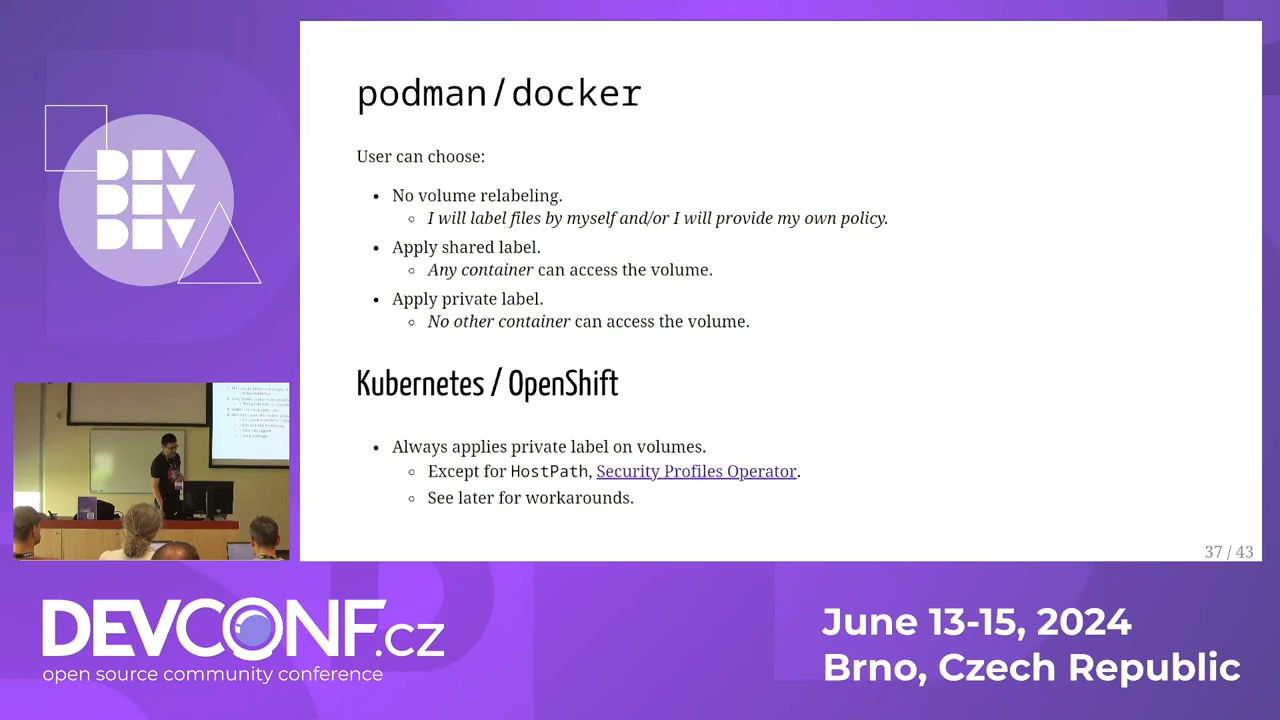 podman/docker
User can choose:
No volume relabeling.
I will label files by myself and/or I will provide my own policy.
Apply shared label.
Any container can access the volume.
Apply private label.
No other container can access the volume.
Kubernetes / OpenShift
Always applies private label on volumes.
Except for HostPath, Security Profiles Operator.
See later for workarounds.
37 / 43
DEV
DEV
DEV
DEVCONF.cz
open source community conference
June 13-15, 2024
Brno, Czech Republic